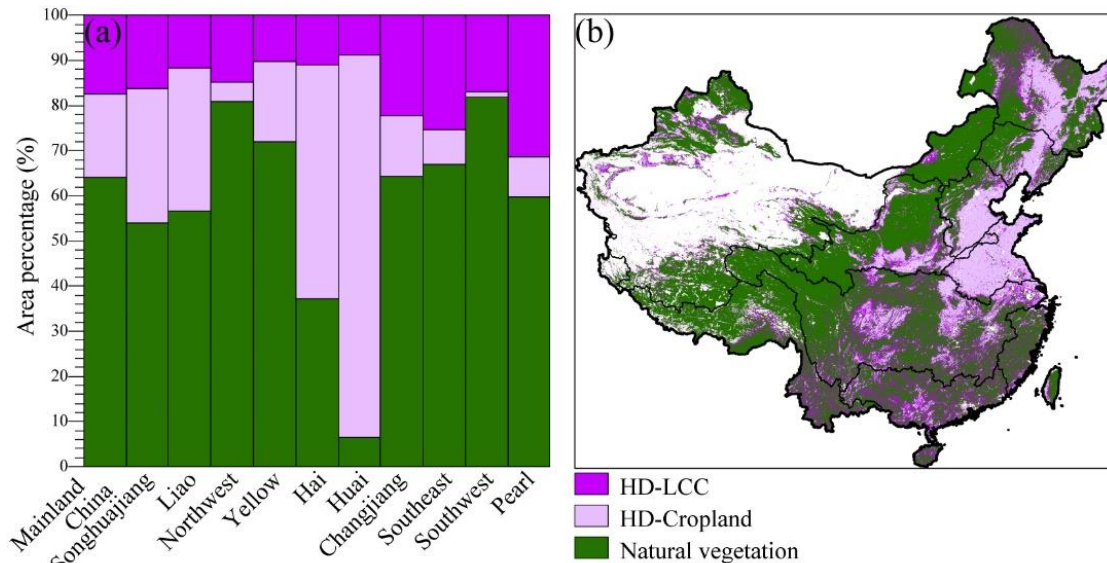 (a)
(b)
Area percentage (%)
100
90
80
70
60
50
40
30
20
10
0
Mainland
China
Songhuajiang
Liao
Northwest
Yellow
Hai
Huai
Changjiang
Southeast
Southwest
Pearl
HD-LCC
HD-Cropland
Natural vegetation